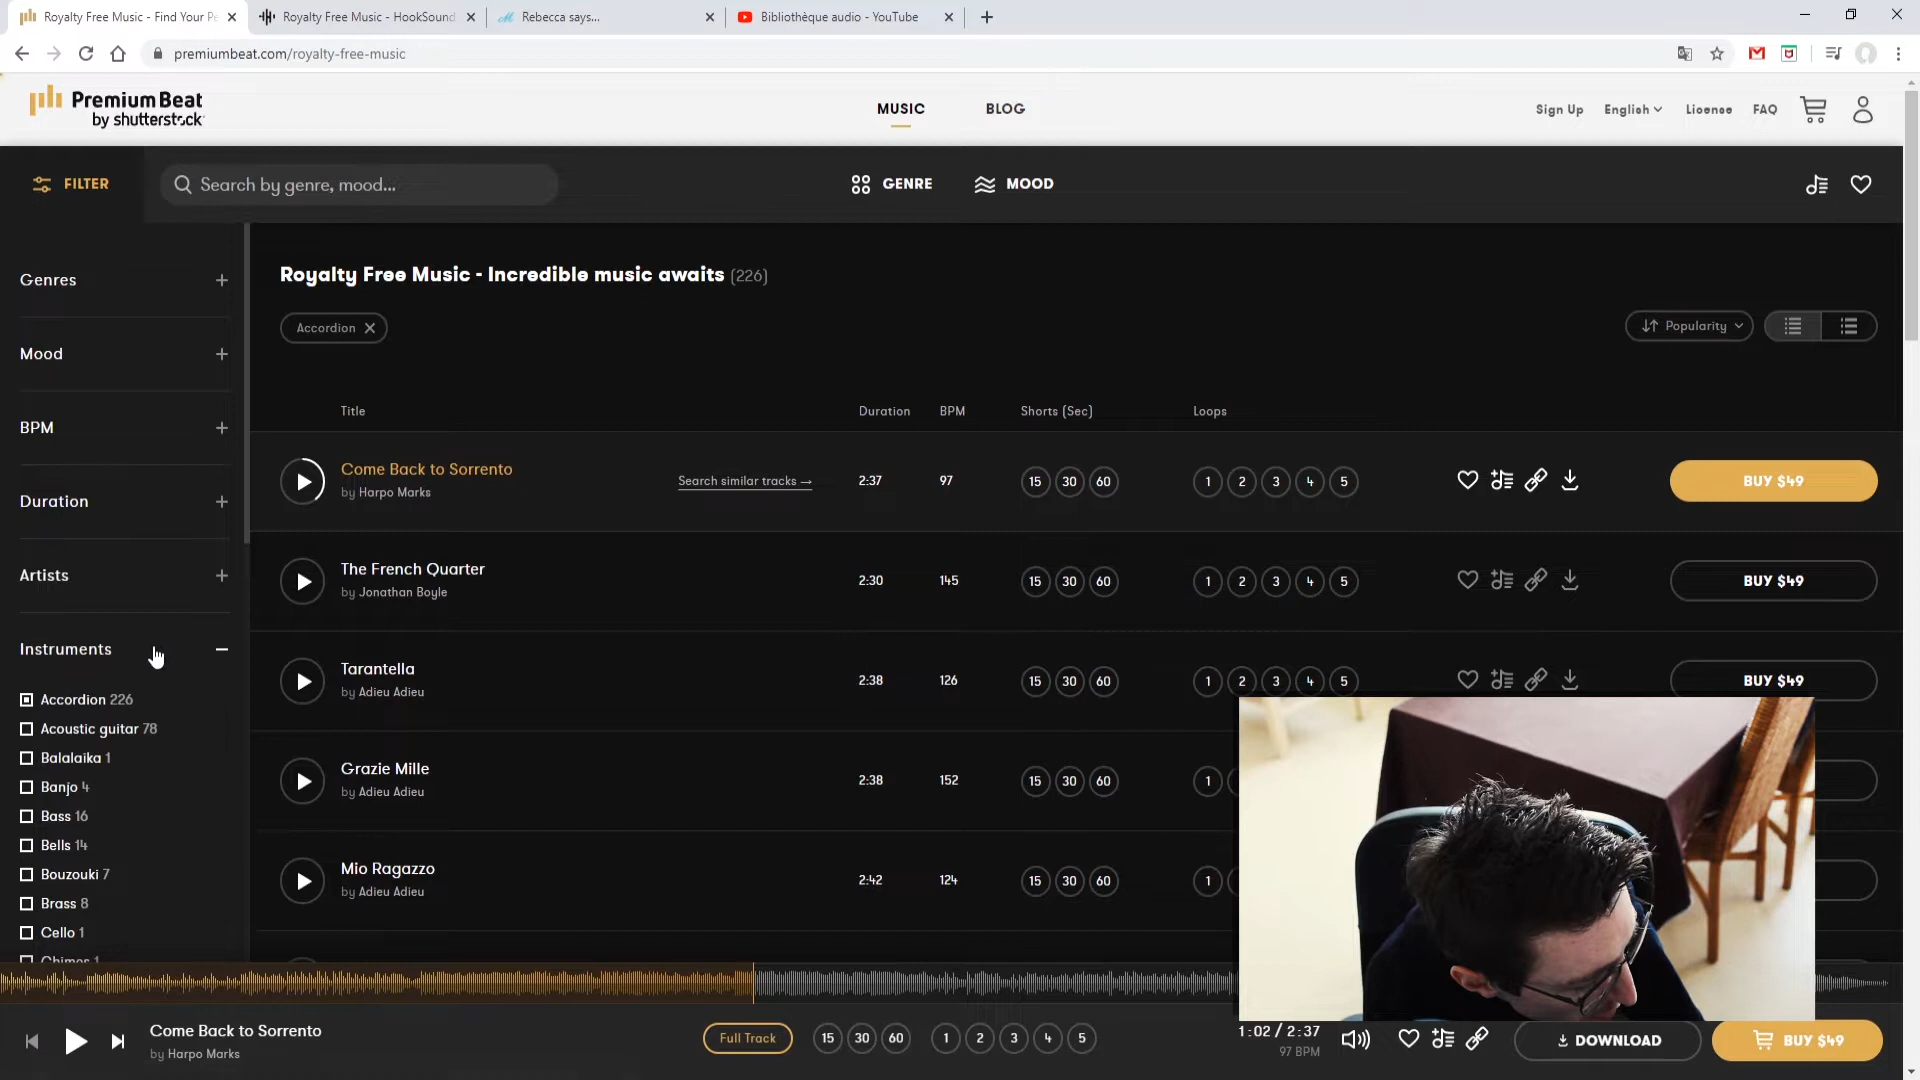 Royalty Free Music - Find Your Pe
Royalty Free Music - HookSound
Rebecca says...
Bibliothèque audio - YouTube
premiumbeat.com/royalty-free-music
PremiumBeat
by shutterstock
MUSIC
BLOG
Sign Up
English
License
FAQ
FILTER
Search by genre, mood...
GENRE
MOOD
Genres
Mood
BPM
Duration
Artists
Instruments
Accordion 226
Acoustic guitar 78
Balalaika 1
Banjo 4
Bass 16
Bells 14
Bouzouki 7
Brass 8
Cello 1
Chimes 1
Royalty Free Music - Incredible music awaits (226)
Accordion
Popularity
Title Duration BPM Shorts (Sec) Loops
Come Back to Sorrento
by Harpo Marks
Search similar tracks →
2:37 97 15 30 60 1 2 3 4 5 BUY $49
The French Quarter
by Jonathan Boyle
2:30 145 15 30 60 1 2 3 4 5 BUY $49
Tarantella
by Adieu Adieu
2:38 126 15 30 60 1 2 3 4 5 BUY $49
Grazie Mille
by Adieu Adieu
2:38 152 15 30 60 1
Mio Ragazzo
by Adieu Adieu
2:42 124 15 30 60 1
Come Back to Sorrento
by Harpo Marks
Full Track 15 30 60 1 2 3 4 5
1:02 / 2:37
97 BPM
DOWNLOAD
BUY $49